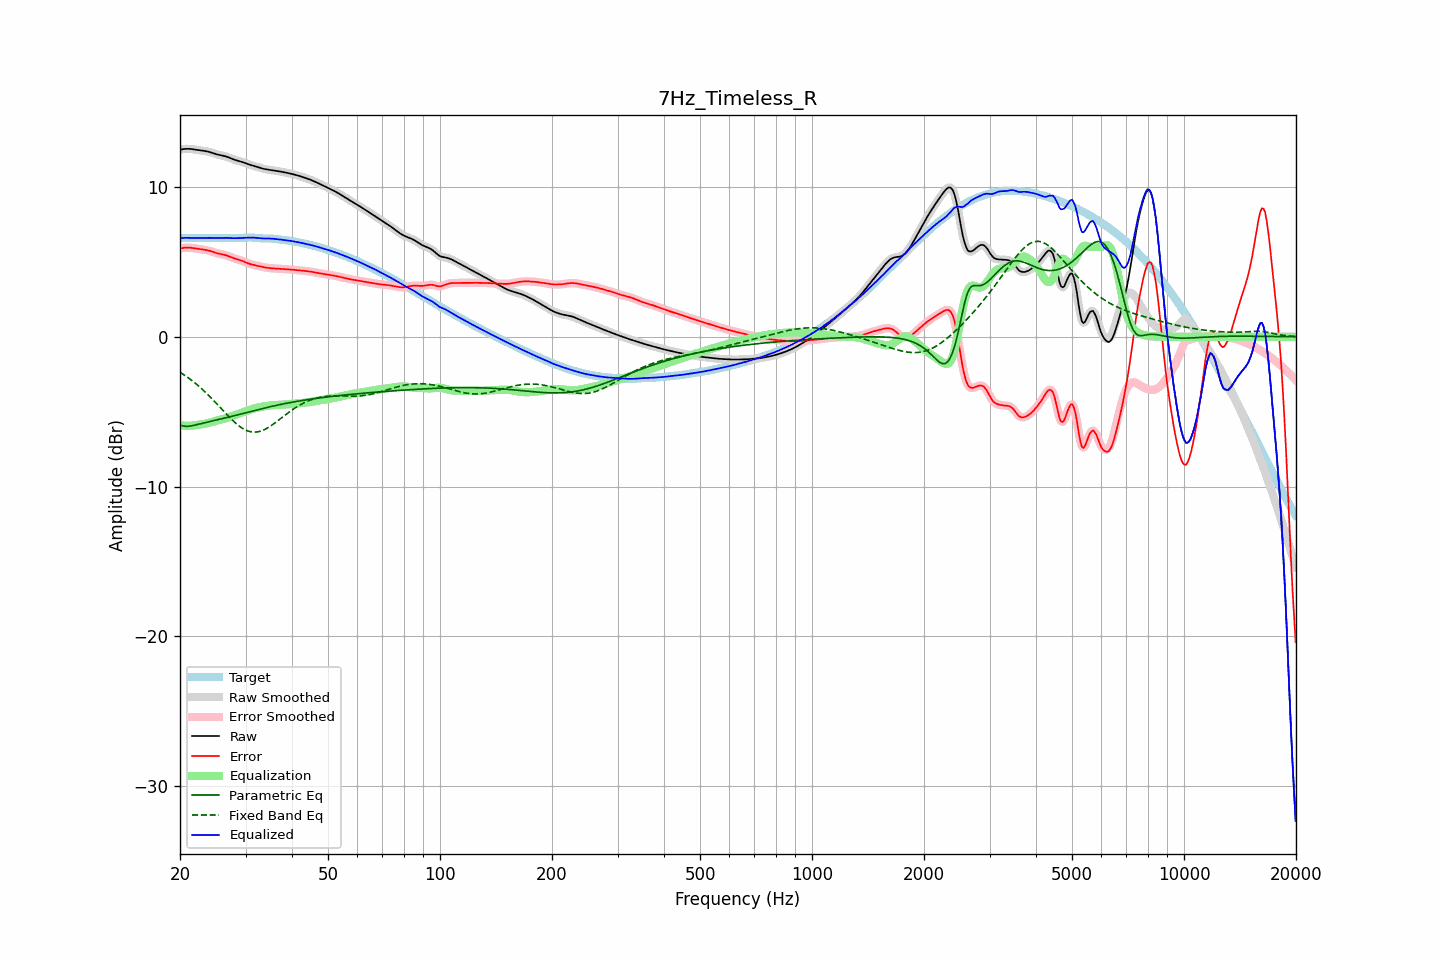 7Hz_Timeless_R
10
0
−10
−20
−30
Amplitude (dBr)
Target
Raw Smoothed
Error Smoothed
Raw
Error
Equalization
Parametric Eq
Fixed Band Eq
Equalized
20 50 100 200 500 1000 2000 5000 10000 20000
Frequency (Hz)